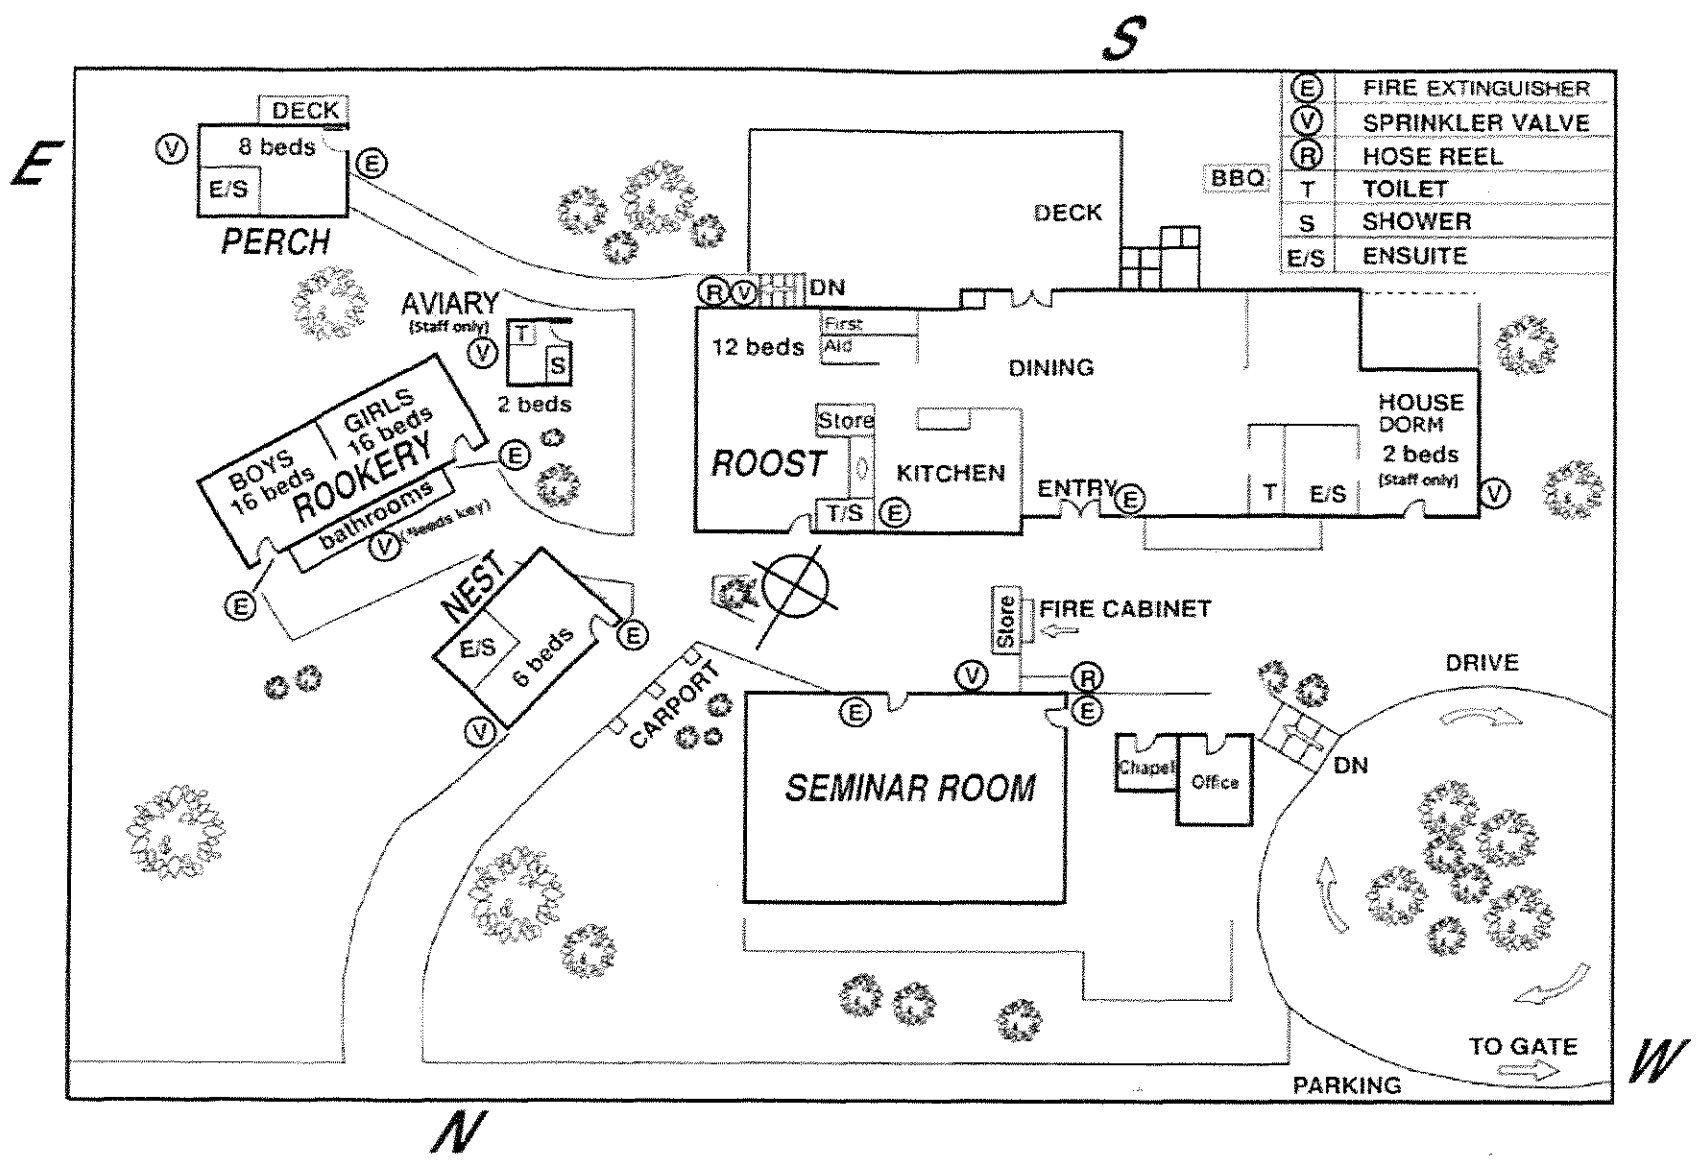 S
E
DECK
8 beds
V
E
E/S
PERCH
E FIRE EXTINGUISHER
V SPRINKLER VALVE
R HOSE REEL
T TOILET
S SHOWER
E/S ENSUITE
BBQ
DECK
R V
DN
AVIARY
(Staff only)
V
T
S
2 beds
First
Aid
12 beds
DINING
GIRLS
16 beds
BOYS
16 beds
ROOKERY
bathrooms
V (Needs key)
E
E
Store
ROOST
KITCHEN
T/S
E
ENTRY
E
T
E/S
HOUSE
DORM
2 beds
(Staff only)
V
NEST
E/S
6 beds
E
V
Store
FIRE CABINET
CARPORT
V
R
E
E
DRIVE
SEMINAR ROOM
Chapel
Office
DN
TO GATE
PARKING
W
N